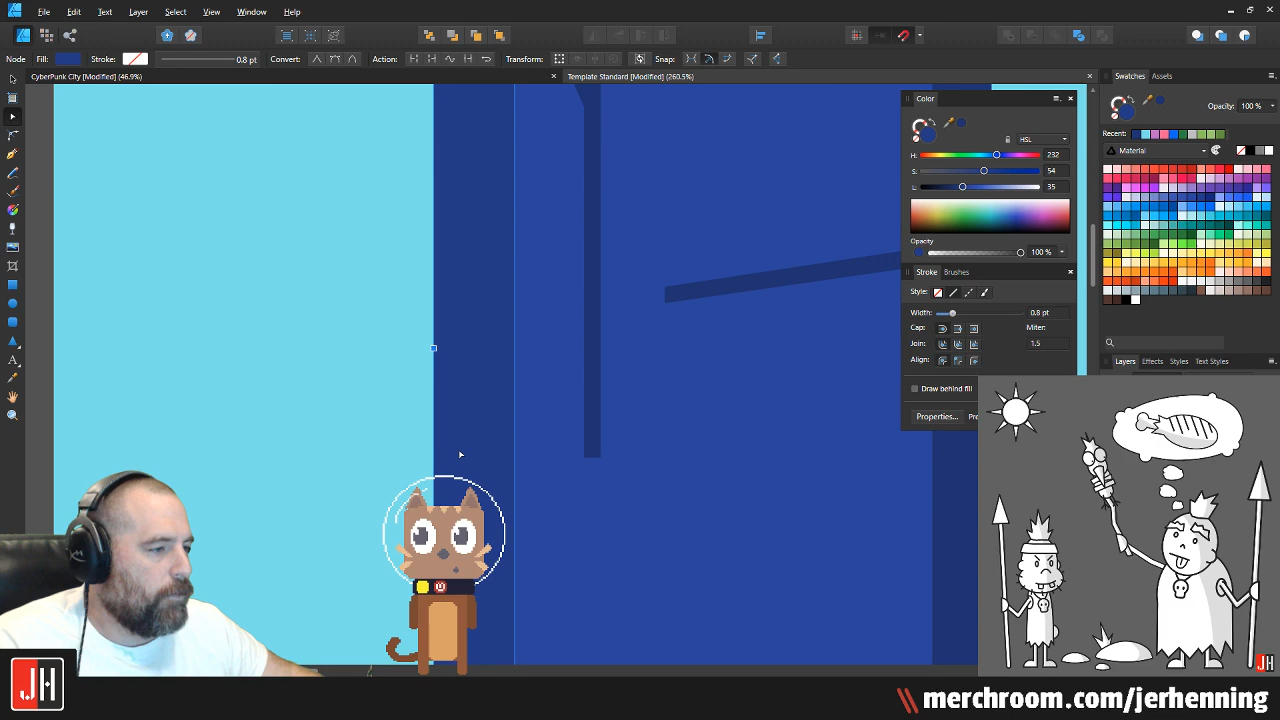 File Edit Text Layer Select View Window Help
Node Fill: Stroke: 0.8 pt Convert: Action: Transform: Snap:
CyberPunk City [Modified] (46.9%)
Template Standard [Modified] (260.5%)
Swatches Assets
Opacity: 100 %
Recent:
Material
Color
HSL
H: 232
S: 54
L: 35
Opacity
100 %
Stroke Brushes
Style:
Width: 0.8 pt
Cap: Miter:
Join: 1.5
Align:
Draw behind fill
Properties...
Layers Effects Styles Text Styles
JH
JH
merchroom.com/jerhenning